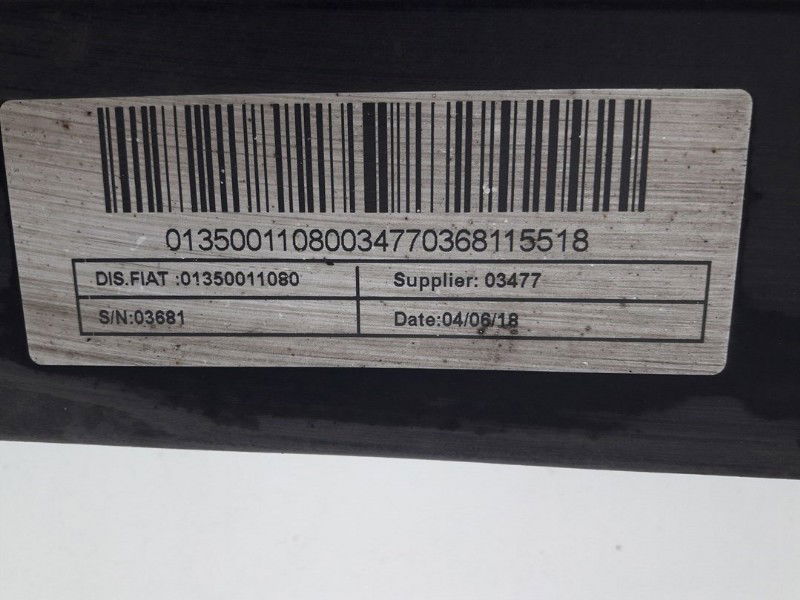 01350011080034770368115518
DIS.FIAT :01350011080
Supplier: 03477
S/N:03681
Date:04/06/18